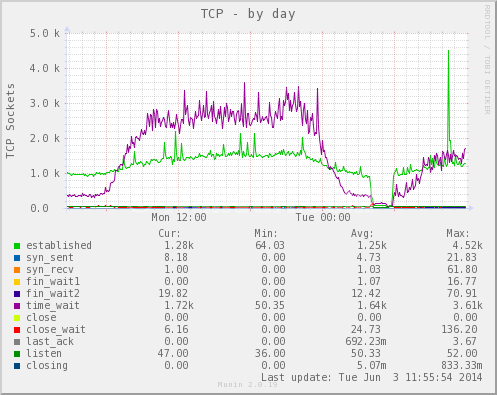 TCP - by day
RRDTOOL / TOBI OETIKER
TCP Sockets
5.0 k
4.0 k
3.0 k
2.0 k
1.0 k
0.0
Mon 12:00 Tue 00:00
Cur: Min: Avg: Max:
established 1.28k 64.03 1.25k 4.52k
syn_sent 8.18 0.00 4.73 21.83
syn_recv 1.00 0.00 1.03 61.80
fin_wait1 0.00 0.00 1.07 16.77
fin_wait2 19.82 0.00 12.42 70.91
time_wait 1.72k 50.35 1.64k 3.61k
close 0.00 0.00 0.00 0.00
close_wait 6.16 0.00 24.73 136.20
last_ack 0.00 0.00 692.23m 3.67
listen 47.00 36.00 50.33 52.00
closing 0.00 0.00 5.07m 833.33m
Last update: Tue Jun 3 11:55:54 2014
Munin 2.0.19